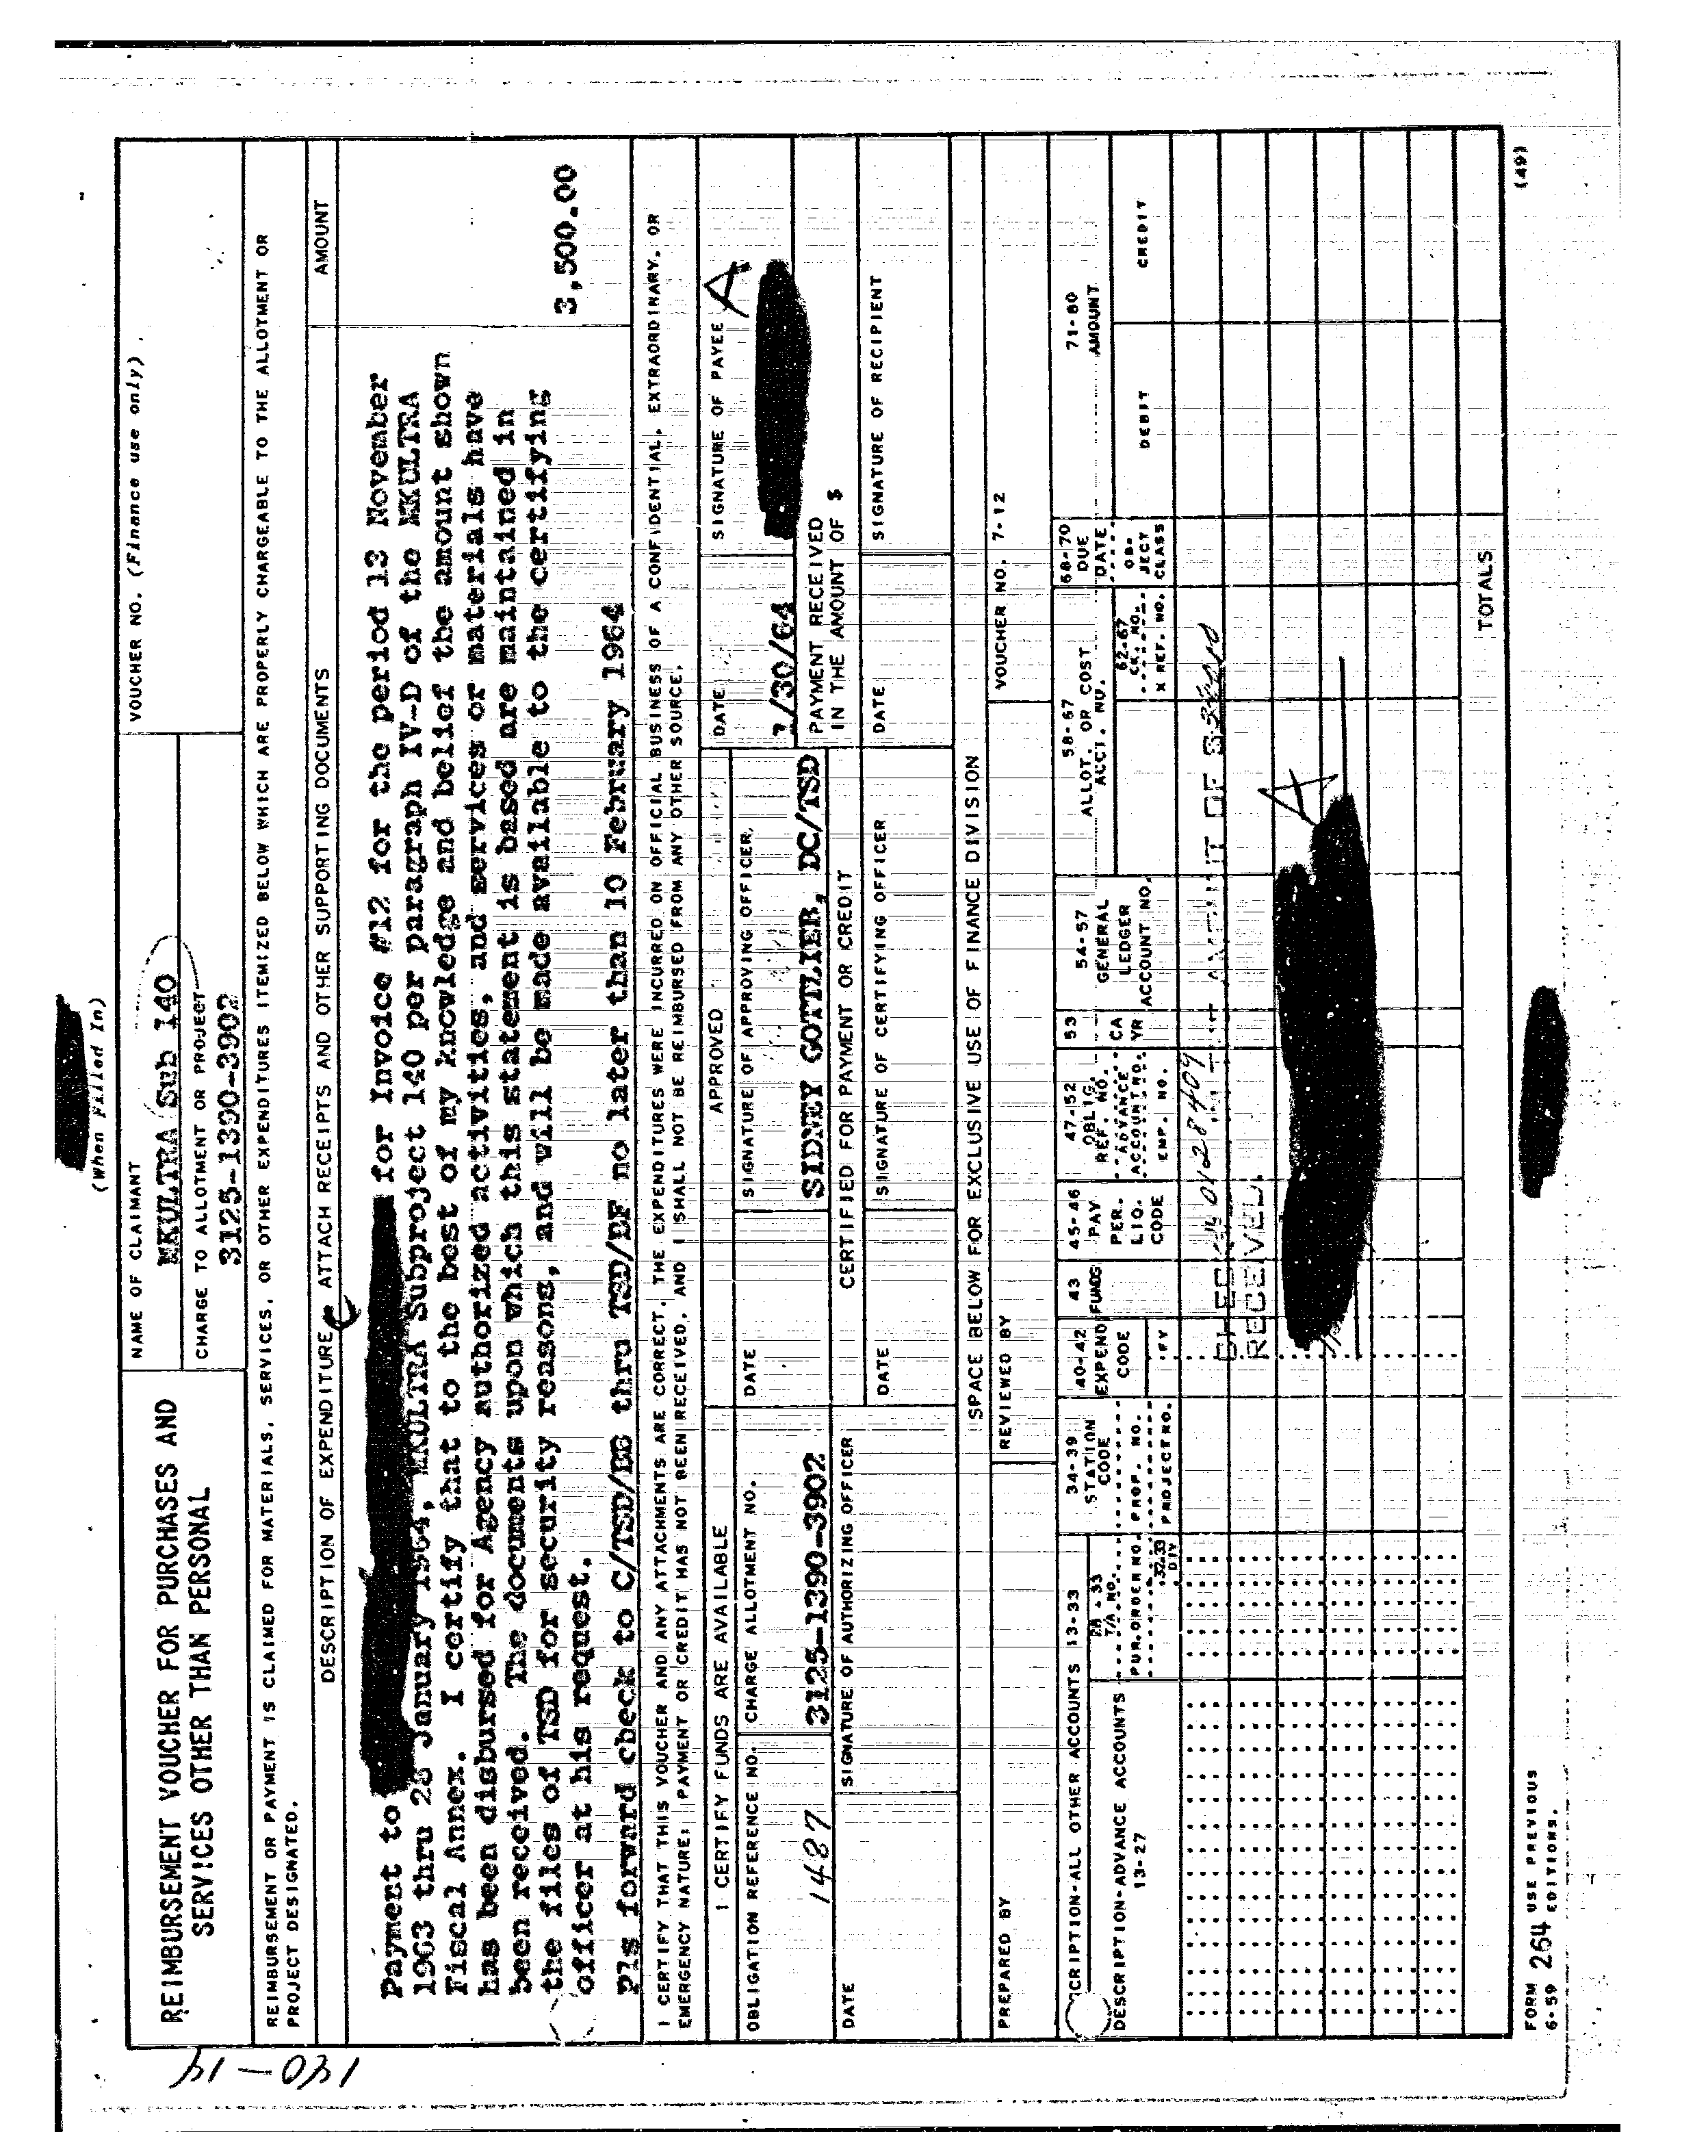 140-14
(When Filled In)
REIMBURSEMENT VOUCHER FOR PURCHASES AND
SERVICES OTHER THAN PERSONAL
NAME OF CLAIMANT
MKULTRA Sub 140
CHARGE TO ALLOTMENT OR PROJECT
3125-1390-3902
VOUCHER NO. (Finance use only)
REIMBURSEMENT OR PAYMENT IS CLAIMED FOR MATERIALS, SERVICES, OR OTHER EXPENDITURES ITEMIZED BELOW WHICH ARE PROPERLY CHARGEABLE TO THE ALLOTMENT OR
PROJECT DESIGNATED.
DESCRIPTION OF EXPENDITURE ATTACH RECEIPTS AND OTHER SUPPORTING DOCUMENTS
AMOUNT
C
Payment to for Invoice #12 for the period 13 November
1963 thru 28 January 1964, MKULTRA Subproject 140 per paragraph IV-D of the MKULTRA
Fiscal Annex. I certify that to the best of my knowledge and belief the amount shown
has been disbursed for Agency authorized activities, and services or materials have
been received. The documents upon which this statement is based are maintained in
the files of TSD for security reasons, and will be made available to the certifying
officer at his request.
3,500.00
Pls forward check to C/TSD/BB thru TSD/BF no later than 10 February 1964
I CERTIFY THAT THIS VOUCHER AND ANY ATTACHMENTS ARE CORRECT, THE EXPENDITURES WERE INCURRED ON OFFICIAL BUSINESS OF A CONFIDENTIAL, EXTRAORDINARY, OR
EMERGENCY NATURE; PAYMENT OR CREDIT HAS NOT BEEN RECEIVED, AND I SHALL NOT BE REIMBURSED FROM ANY OTHER SOURCE.
I CERTIFY FUNDS ARE AVAILABLE
APPROVED
DATE
SIGNATURE OF PAYEE
A
OBLIGATION REFERENCE NO.
CHARGE ALLOTMENT NO.
DATE
SIGNATURE OF APPROVING OFFICER
1487
3125-1390-3902
SIDNEY GOTTLIEB, DC/TSD
1/30/64
DATE
SIGNATURE OF AUTHORIZING OFFICER
CERTIFIED FOR PAYMENT OR CREDIT
PAYMENT RECEIVED
IN THE AMOUNT OF $
DATE
SIGNATURE OF CERTIFYING OFFICER
DATE
SIGNATURE OF RECIPIENT
SPACE BELOW FOR EXCLUSIVE USE OF FINANCE DIVISION
PREPARED BY
REVIEWED BY
VOUCHER NO. 7-12
CRIPTION-ALL OTHER ACCOUNTS 13-33
DESCRIPTION-ADVANCE ACCOUNTS
13-27
T/A NO.
PUR.ORDER NO.
DIV
34-39
STATION
CODE
PROP. NO.
PROJECT NO.
40-42
EXPEND
CODE
FY
43
FUNDS
45-46
PAY
PER.
LIQ.
CODE
47-52
OBLIG.
REF. NO.
ADVANCE
ACCOUNT NO.
EMP. NO.
53
CA
YR
54-57
GENERAL
LEDGER
ACCOUNT NO.
58-67
ALLOT. OR COST
ACCT. NO.
62-67
CK. NO.
X REF. NO.
68-70
DUE
DATE
OB-
JECT
CLASS
71-80
AMOUNT
DEBIT
CREDIT
RECEIVED.
A
TOTALS
FORM 264 USE PREVIOUS
6-59 EDITIONS.
(49)